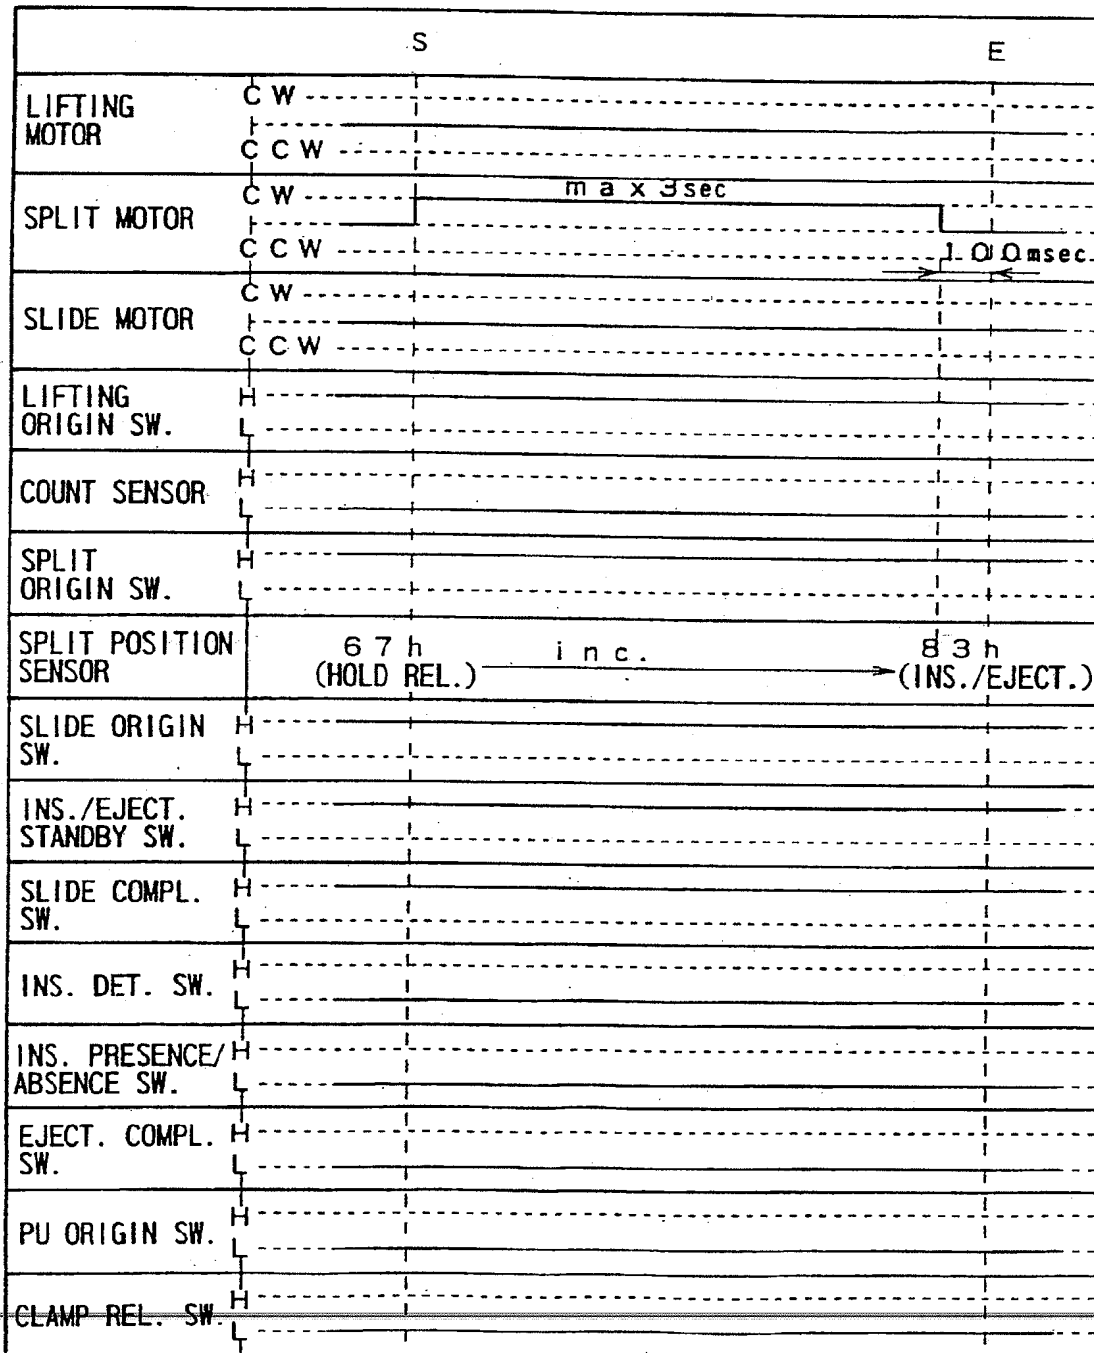 S E
LIFTING
MOTOR
CW
CCW
SPLIT MOTOR
CW
CCW
max 3sec
100msec
SLIDE MOTOR
CW
CCW
LIFTING
ORIGIN SW.
H
L
COUNT SENSOR
H
L
SPLIT
ORIGIN SW.
H
L
SPLIT POSITION
SENSOR
67h
(HOLD REL.)
inc.
83h
(INS./EJECT.)
SLIDE ORIGIN
SW.
H
L
INS./EJECT.
STANDBY SW.
H
L
SLIDE COMPL.
SW.
H
L
INS. DET. SW.
H
L
INS. PRESENCE/
ABSENCE SW.
H
L
EJECT. COMPL.
SW.
H
L
PU ORIGIN SW.
H
L
CLAMP REL. SW.
H
L